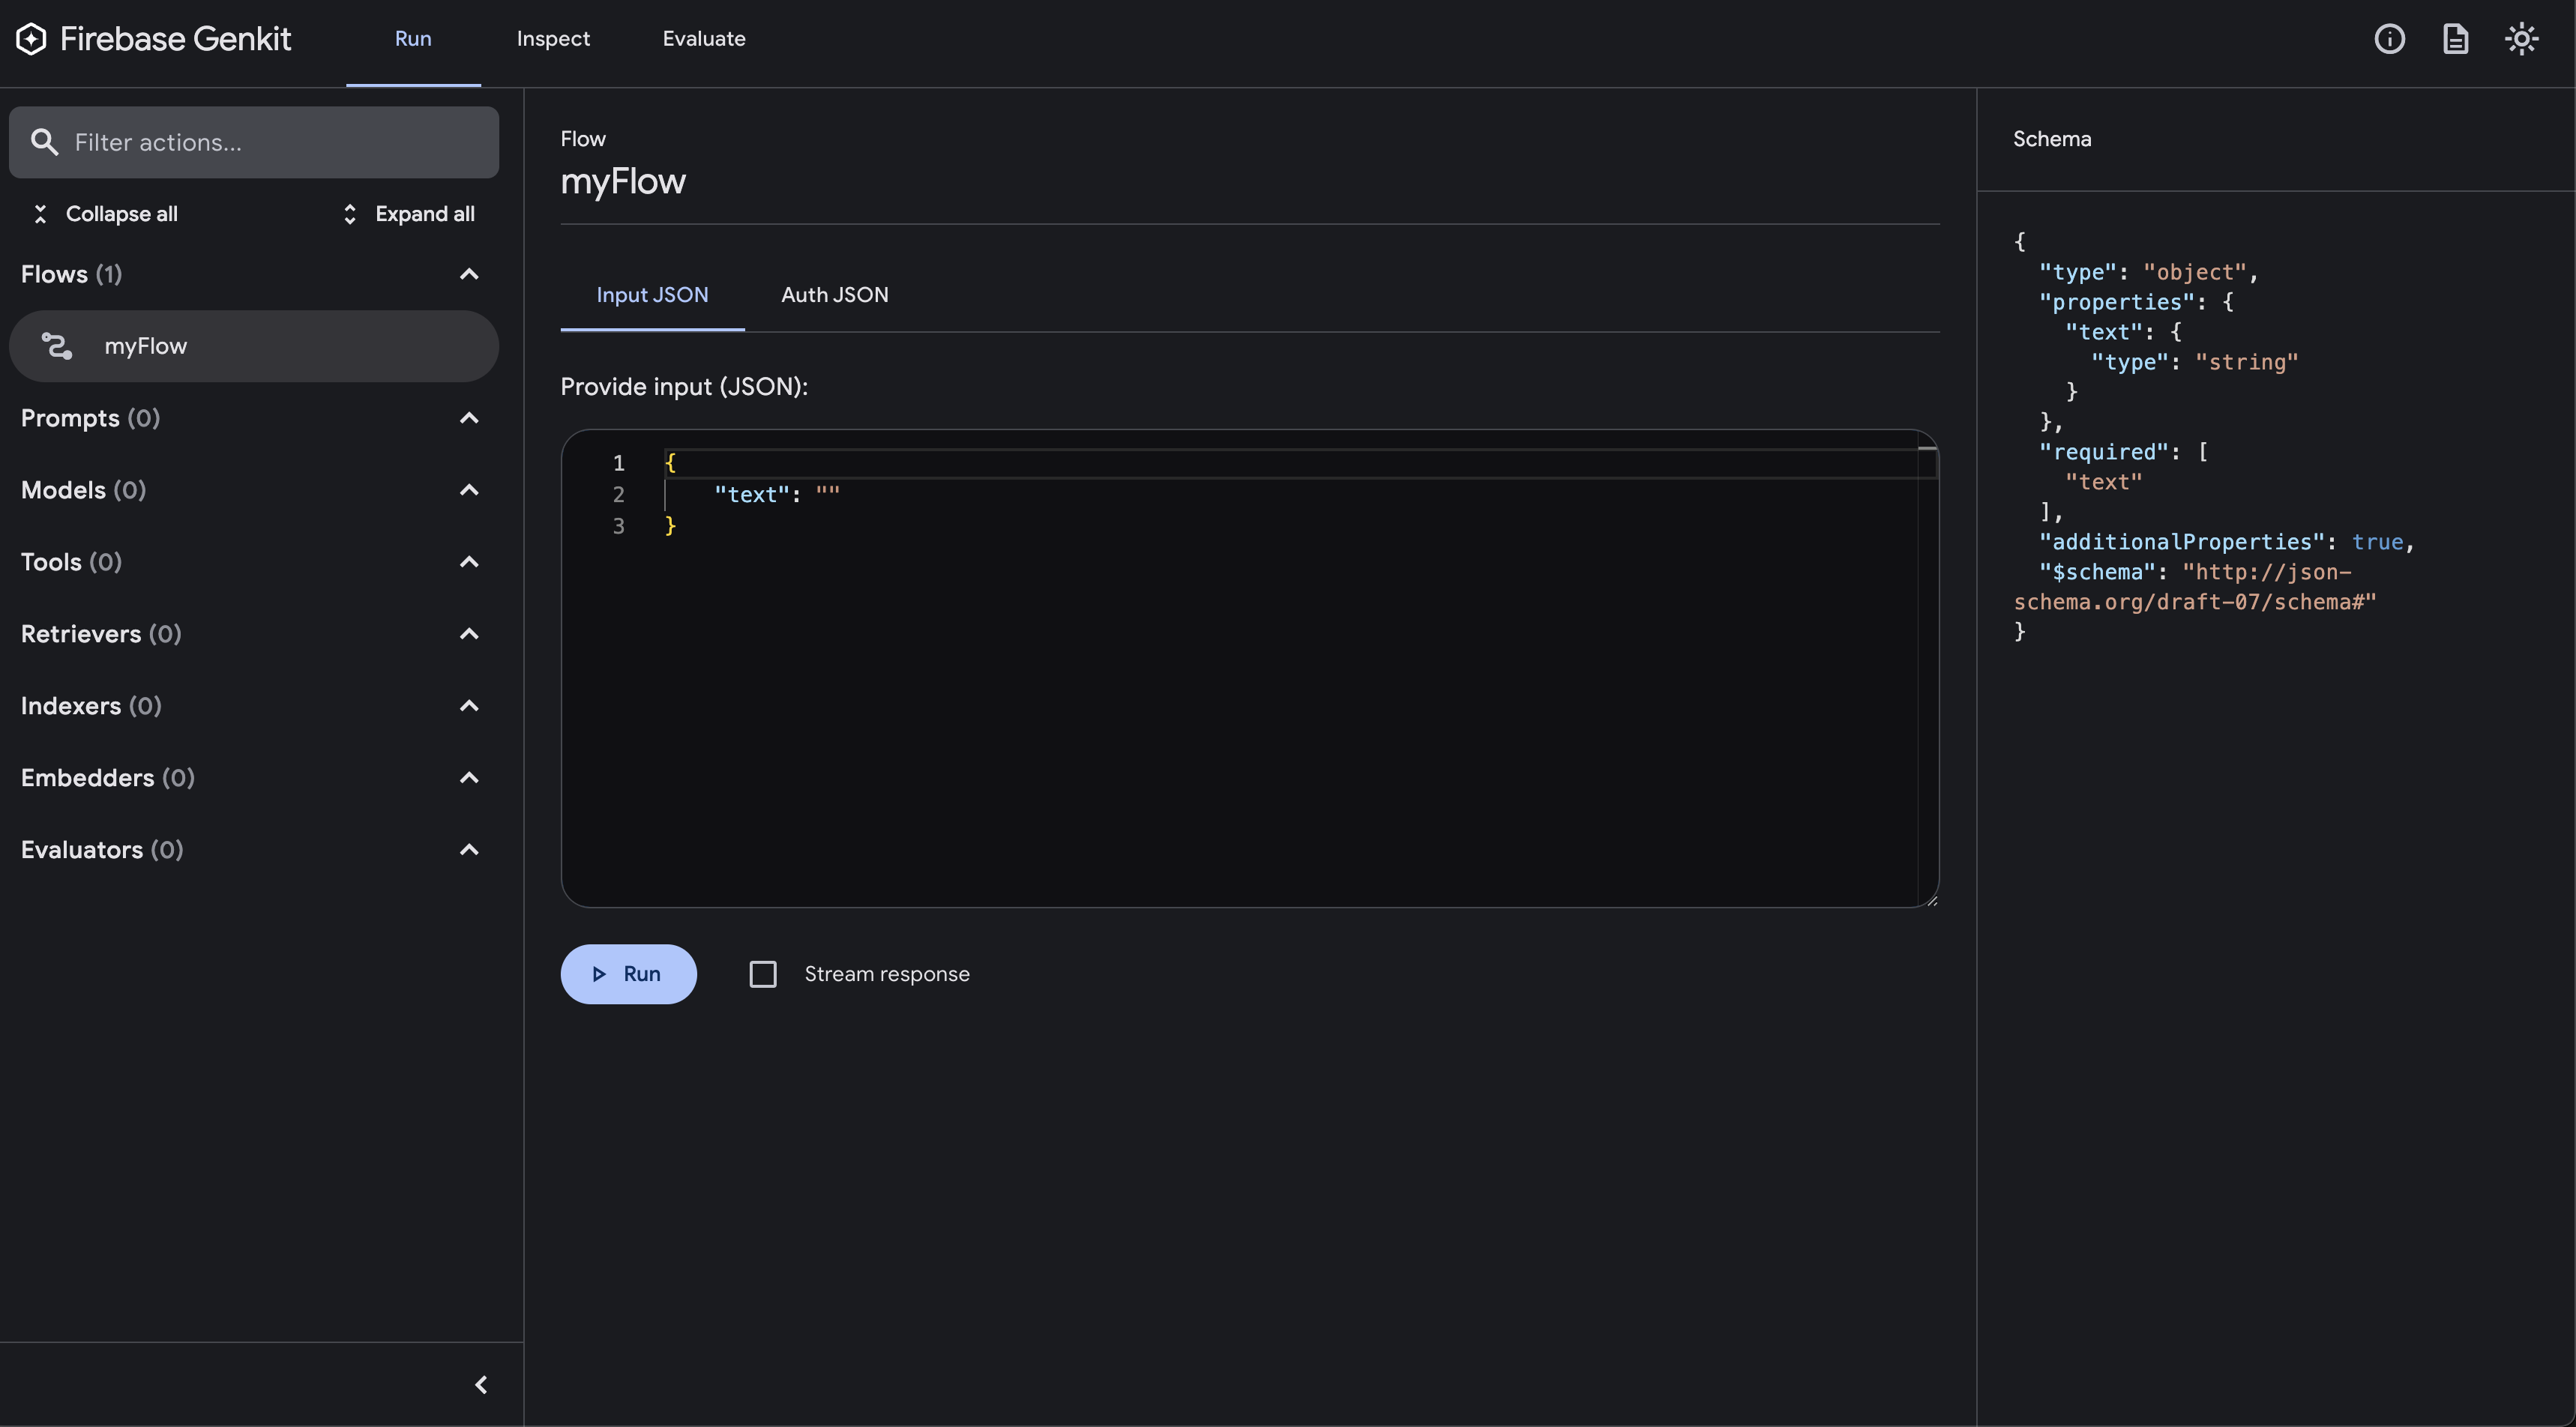 Firebase Genkit
Run
Inspect
Evaluate
Filter actions...
Collapse all
Expand all
Flows (1)
myFlow
Prompts (0)
Models (0)
Tools (0)
Retrievers (0)
Indexers (0)
Embedders (0)
Evaluators (0)
Flow
myFlow
Input JSON
Auth JSON
Provide input (JSON):
1 {
2 "text": ""
3 }
Run
Stream response
Schema
{
"type": "object",
"properties": {
"text": {
"type": "string"
}
},
"required": [
"text"
],
"additionalProperties": true,
"$schema": "http://json-
schema.org/draft-07/schema#"
}